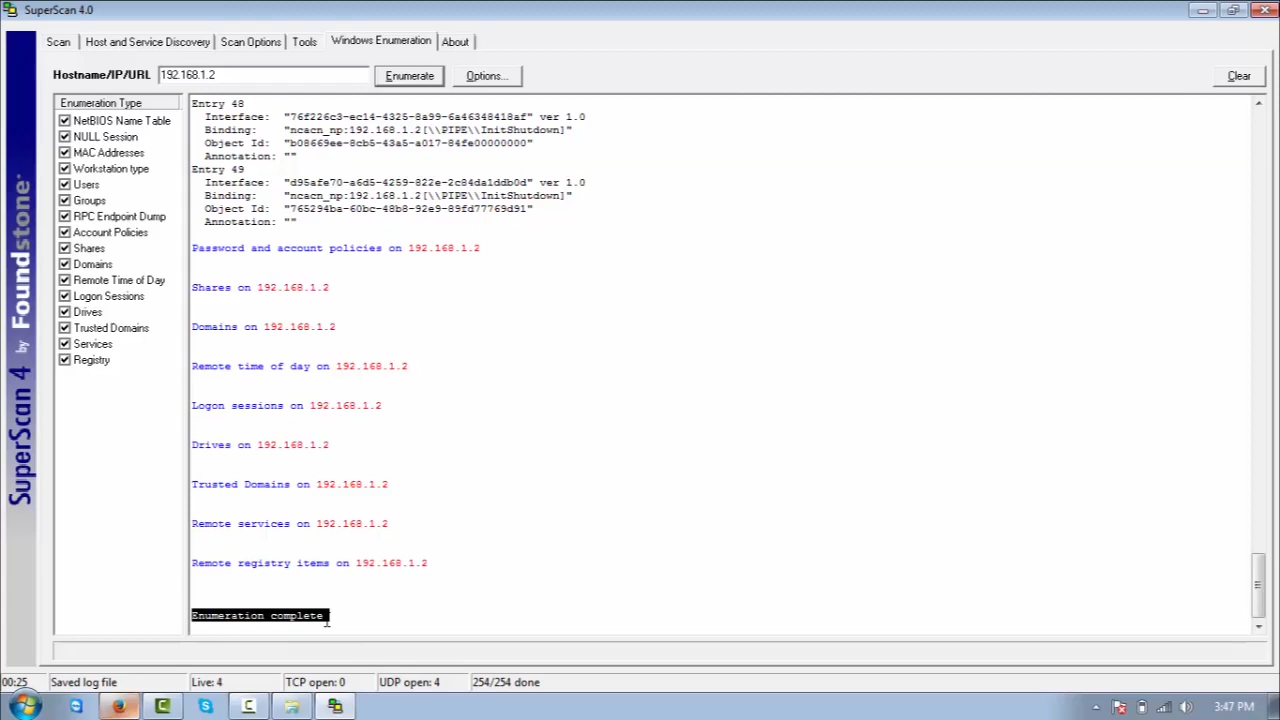 SuperScan 4.0
Scan Host and Service Discovery Scan Options Tools Windows Enumeration About
Hostname/IP/URL 192.168.1.2 Enumerate Options... Clear
Enumeration Type
NetBIOS Name Table
NULL Session
MAC Addresses
Workstation type
Users
Groups
RPC Endpoint Dump
Account Policies
Shares
Domains
Remote Time of Day
Logon Sessions
Drives
Trusted Domains
Services
Registry
Entry 48
Interface: "76f226c3-ec14-4325-8a99-6a46348418af" ver 1.0
Binding: "ncacn_np:192.168.1.2[\\PIPE\\InitShutdown]"
Object Id: "b08669ee-8cb5-43a5-a017-84fe00000000"
Annotation: ""
Entry 49
Interface: "d95afe70-a6d5-4259-822e-2c84da1ddb0d" ver 1.0
Binding: "ncacn_np:192.168.1.2[\\PIPE\\InitShutdown]"
Object Id: "765294ba-60bc-48b8-92e9-89fd77769d91"
Annotation: ""
Password and account policies on 192.168.1.2
Shares on 192.168.1.2
Domains on 192.168.1.2
Remote time of day on 192.168.1.2
Logon sessions on 192.168.1.2
Drives on 192.168.1.2
Trusted Domains on 192.168.1.2
Remote services on 192.168.1.2
Remote registry items on 192.168.1.2
Enumeration complete
SuperScan 4 by Foundstone
00:25 Saved log file Live: 4 TCP open: 0 UDP open: 4 254/254 done
3:47 PM